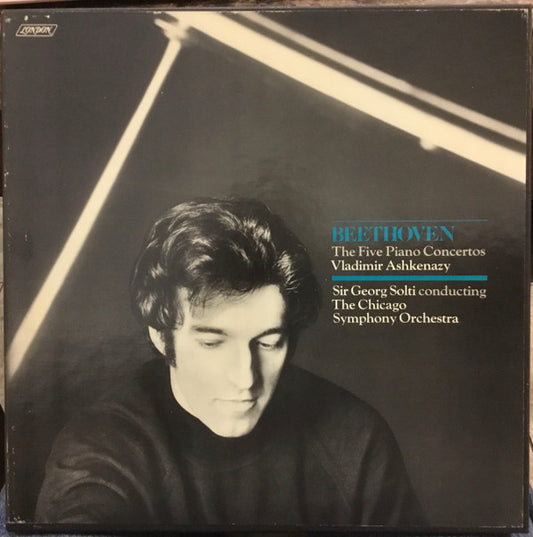 LONDON
BEETHOVEN
The Five Piano Concertos
Vladimir Ashkenazy
Sir Georg Solti conducting
The Chicago
Symphony Orchestra